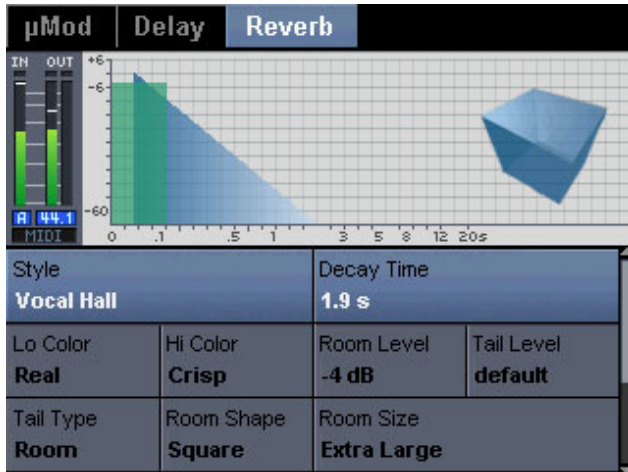 µMod Delay Reverb
IN OUT +6
-6
-60
A 44.1
MIDI 0 .1 .5 1 3 5 8 12 20s
Style Decay Time
Vocal Hall 1.9 s
Lo Color Hi Color Room Level Tail Level
Real Crisp -4 dB default
Tail Type Room Shape Room Size
Room Square Extra Large